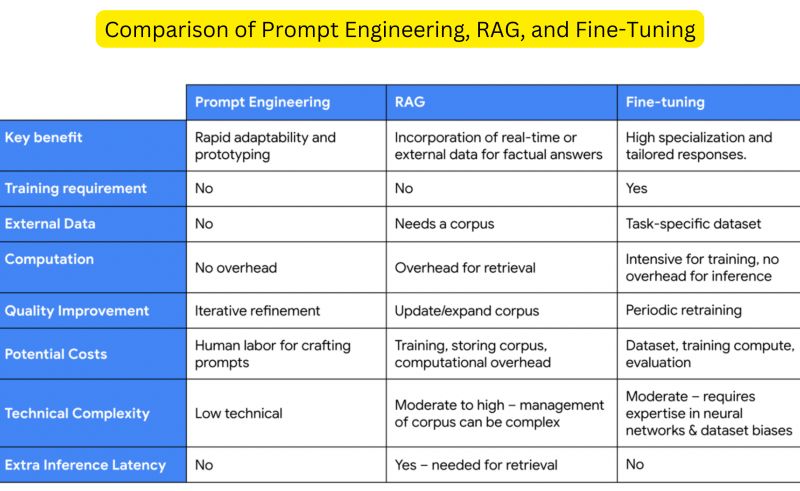 Comparison of Prompt Engineering, RAG, and Fine-Tuning
Prompt Engineering RAG Fine-tuning
Key benefit
Rapid adaptability and
prototyping
Incorporation of real-time or
external data for factual answers
High specialization and
tailored responses.
Training requirement
No
No
Yes
External Data
No
Needs a corpus
Task-specific dataset
Computation
No overhead
Overhead for retrieval
Intensive for training, no
overhead for inference
Quality Improvement
Iterative refinement
Update/expand corpus
Periodic retraining
Potential Costs
Human labor for crafting
prompts
Training, storing corpus,
computational overhead
Dataset, training compute,
evaluation
Technical Complexity
Low technical
Moderate to high – management
of corpus can be complex
Moderate – requires
expertise in neural
networks & dataset biases
Extra Inference Latency
No
Yes – needed for retrieval
No